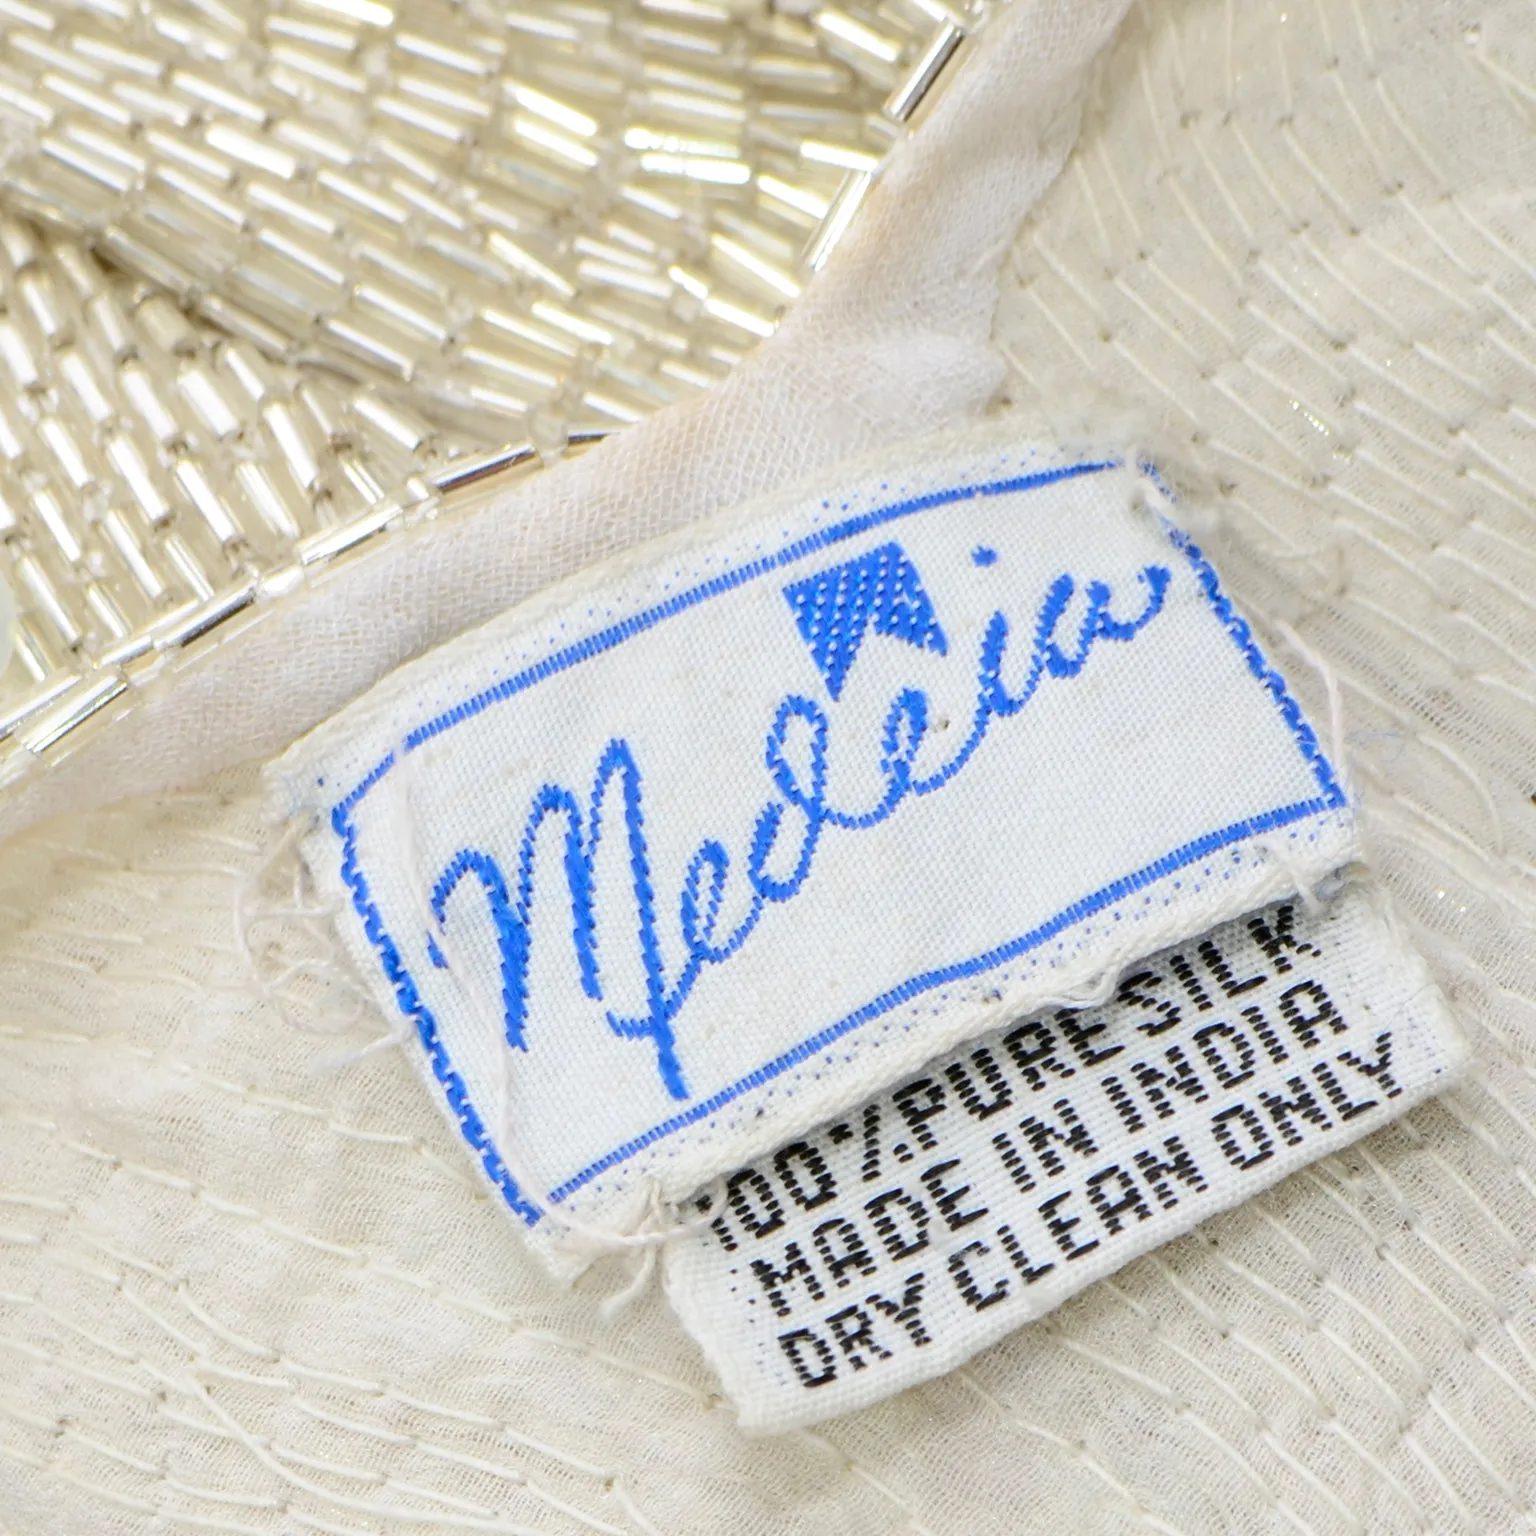 Medeia
100% PURE SILK
MADE IN INDIA
DRY CLEAN ONLY